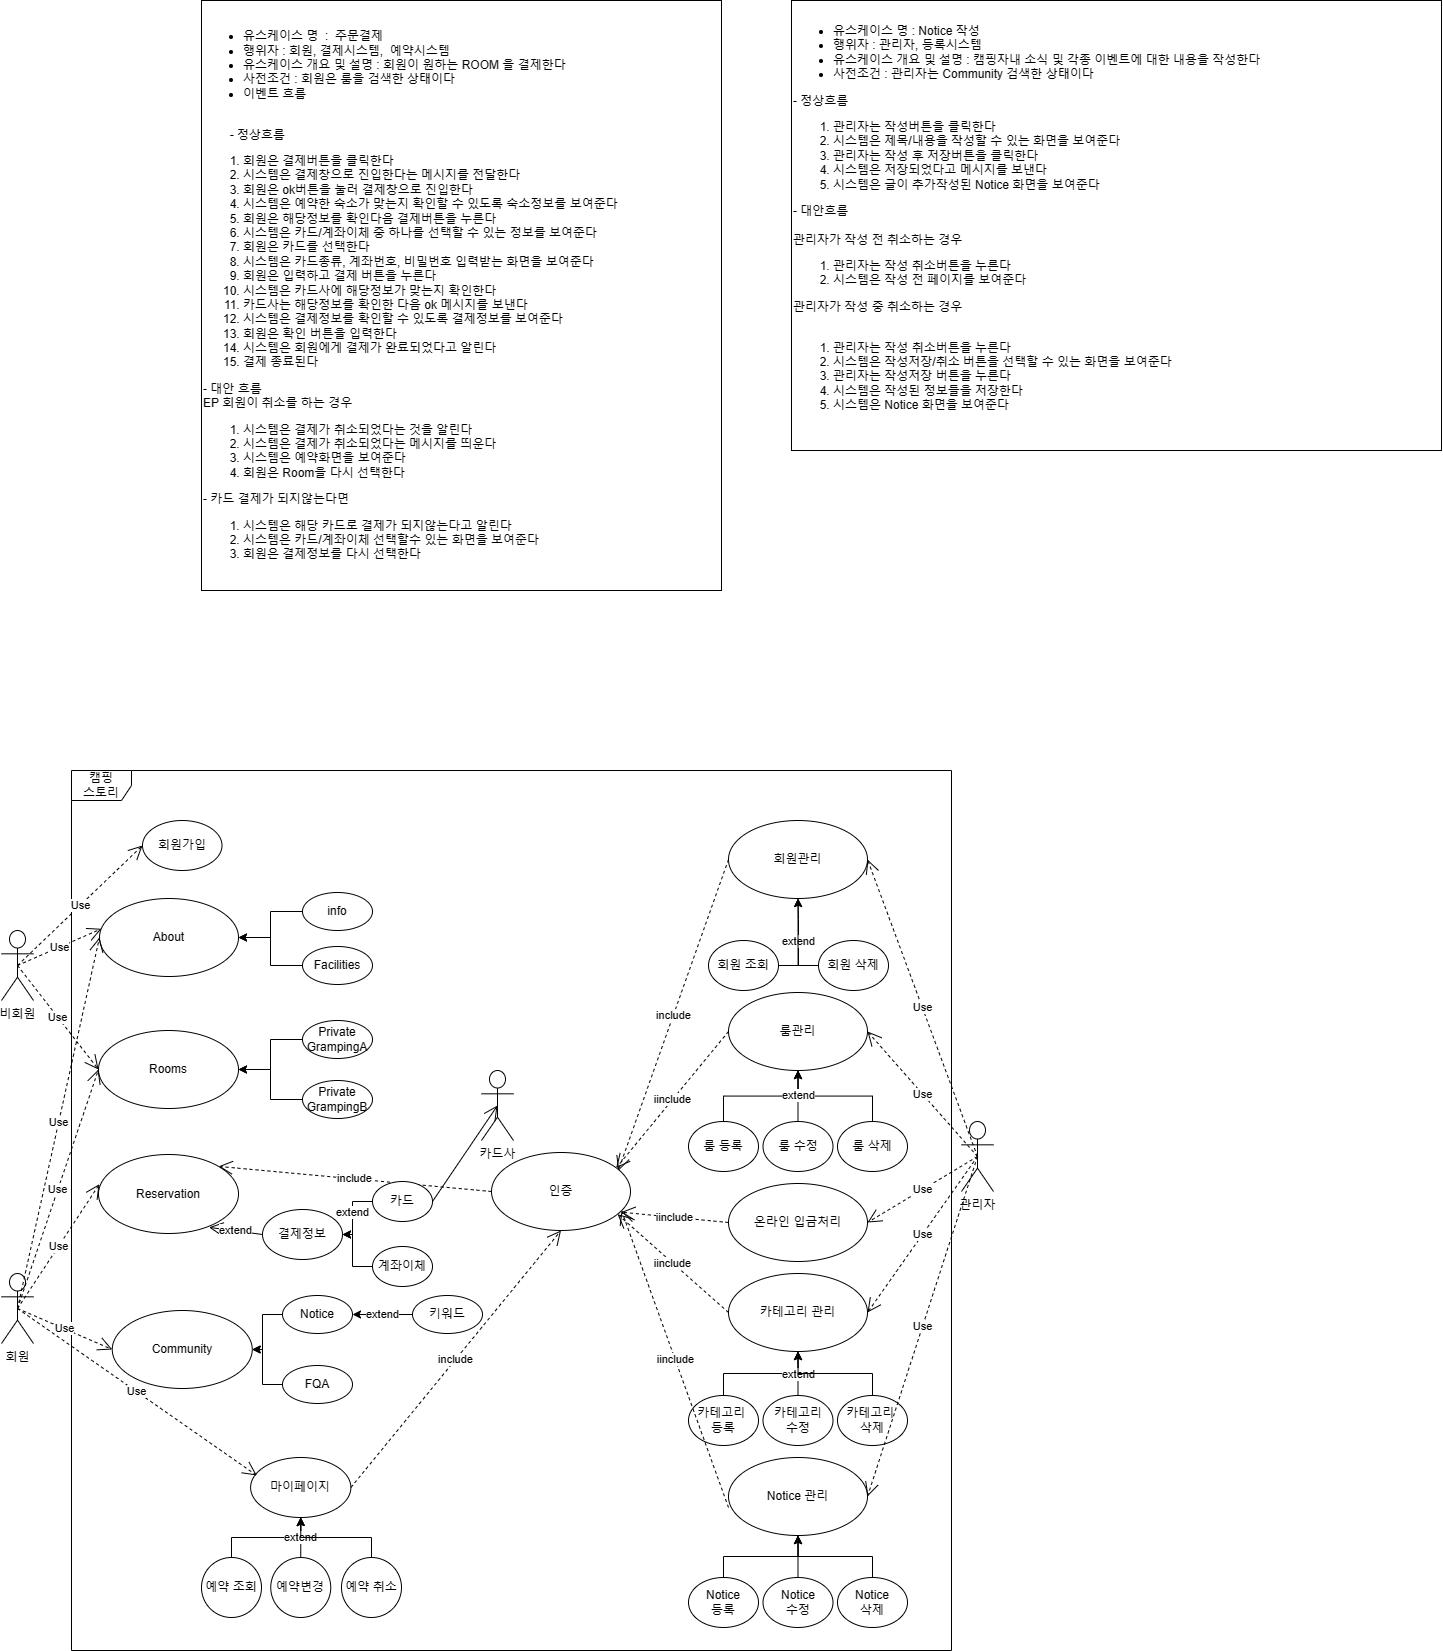 유스케이스 명 : 주문결제
행위자 : 회원, 결제시스템, 예약시스템
유스케이스 개요 및 설명 : 회원이 원하는 ROOM 을 결제한다
사전조건 : 회원은 룸을 검색한 상태이다
이벤트 흐름
- 정상흐름
1. 회원은 결제버튼을 클릭한다
2. 시스템은 결제창으로 진입한다는 메시지를 전달한다
3. 회원은 ok버튼을 눌러 결제창으로 진입한다
4. 시스템은 예약한 숙소가 맞는지 확인할 수 있도록 숙소정보를 보여준다
5. 회원은 해당정보를 확인다음 결제버튼을 누른다
6. 시스템은 카드/계좌이체 중 하나를 선택할 수 있는 정보를 보여준다
7. 회원은 카드를 선택한다
8. 시스템은 카드종류, 계좌번호, 비밀번호 입력받는 화면을 보여준다
9. 회원은 입력하고 결제 버튼을 누른다
10. 시스템은 카드사에 해당정보가 맞는지 확인한다
11. 카드사는 해당정보를 확인한 다음 ok 메시지를 보낸다
12. 시스템은 결제정보를 확인할 수 있도록 결제정보를 보여준다
13. 회원은 확인 버튼을 입력한다
14. 시스템은 회원에게 결제가 완료되었다고 알린다
15. 결제 종료된다
- 대안 흐름
EP 회원이 취소를 하는 경우
1. 시스템은 결제가 취소되었다는 것을 알린다
2. 시스템은 결제가 취소되었다는 메시지를 띄운다
3. 시스템은 예약화면을 보여준다
4. 회원은 Room을 다시 선택한다
- 카드 결제가 되지않는다면
1. 시스템은 해당 카드로 결제가 되지않는다고 알린다
2. 시스템은 카드/계좌이체 선택할수 있는 화면을 보여준다
3. 회원은 결제정보를 다시 선택한다
유스케이스 명 : Notice 작성
행위자 : 관리자, 등록시스템
유스케이스 개요 및 설명 : 캠핑자내 소식 및 각종 이벤트에 대한 내용을 작성한다
사전조건 : 관리자는 Community 검색한 상태이다
- 정상흐름
1. 관리자는 작성버튼을 클릭한다
2. 시스템은 제목/내용을 작성할 수 있는 화면을 보여준다
3. 관리자는 작성 후 저장버튼을 클릭한다
4. 시스템은 저장되었다고 메시지를 보낸다
5. 시스템은 글이 추가작성된 Notice 화면을 보여준다
- 대안흐름
관리자가 작성 전 취소하는 경우
1. 관리자는 작성 취소버튼을 누른다
2. 시스템은 작성 전 페이지를 보여준다
관리자가 작성 중 취소하는 경우
1. 관리자는 작성 취소버튼을 누른다
2. 시스템은 작성저장/취소 버튼을 선택할 수 있는 화면을 보여준다
3. 관리자는 작성저장 버튼을 누른다
4. 시스템은 작성된 정보들을 저장한다
5. 시스템은 Notice 화면을 보여준다
캠핑
스토리
회원가입
Use
About
Use
info
Facilities
비회원
Use
Rooms
Private
GrampingA
Private
GrampingB
Use
Use
Use
Reservation
include
extend
결제정보
extend
카드
계좌이체
카드사
인증
회원
Use
Use
Community
Notice
extend
키워드
FQA
include
마이페이지
extend
예약 조회
예약변경
예약 취소
회원관리
extend
회원 조회
회원 삭제
include
Use
룸관리
iinclude
extend
Use
룸 등록
룸 수정
룸 삭제
관리자
온라인 입금처리
iinclude
Use
카테고리 관리
iinclude
Use
extend
카테고리
등록
카테고리
수정
카테고리
삭제
iinclude
Use
Notice 관리
Notice
등록
Notice
수정
Notice
삭제